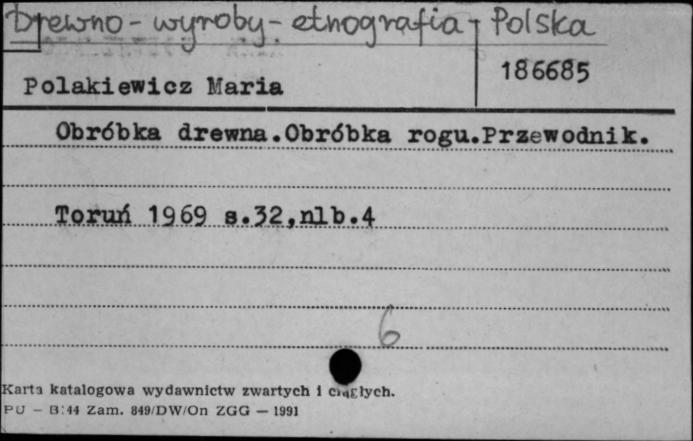 Drewno - wyroby - etnografia - Polska
186685
Polakiewicz Maria
Obróbka drewna.Obróbka rogu.Przewodnik.
Toruń 1969 s.32,nlb.4
6
Karta katalogowa wydawnictw zwartych i ciągłych.
PU - B:44 Zam. 849/DW/On ZGG — 1991